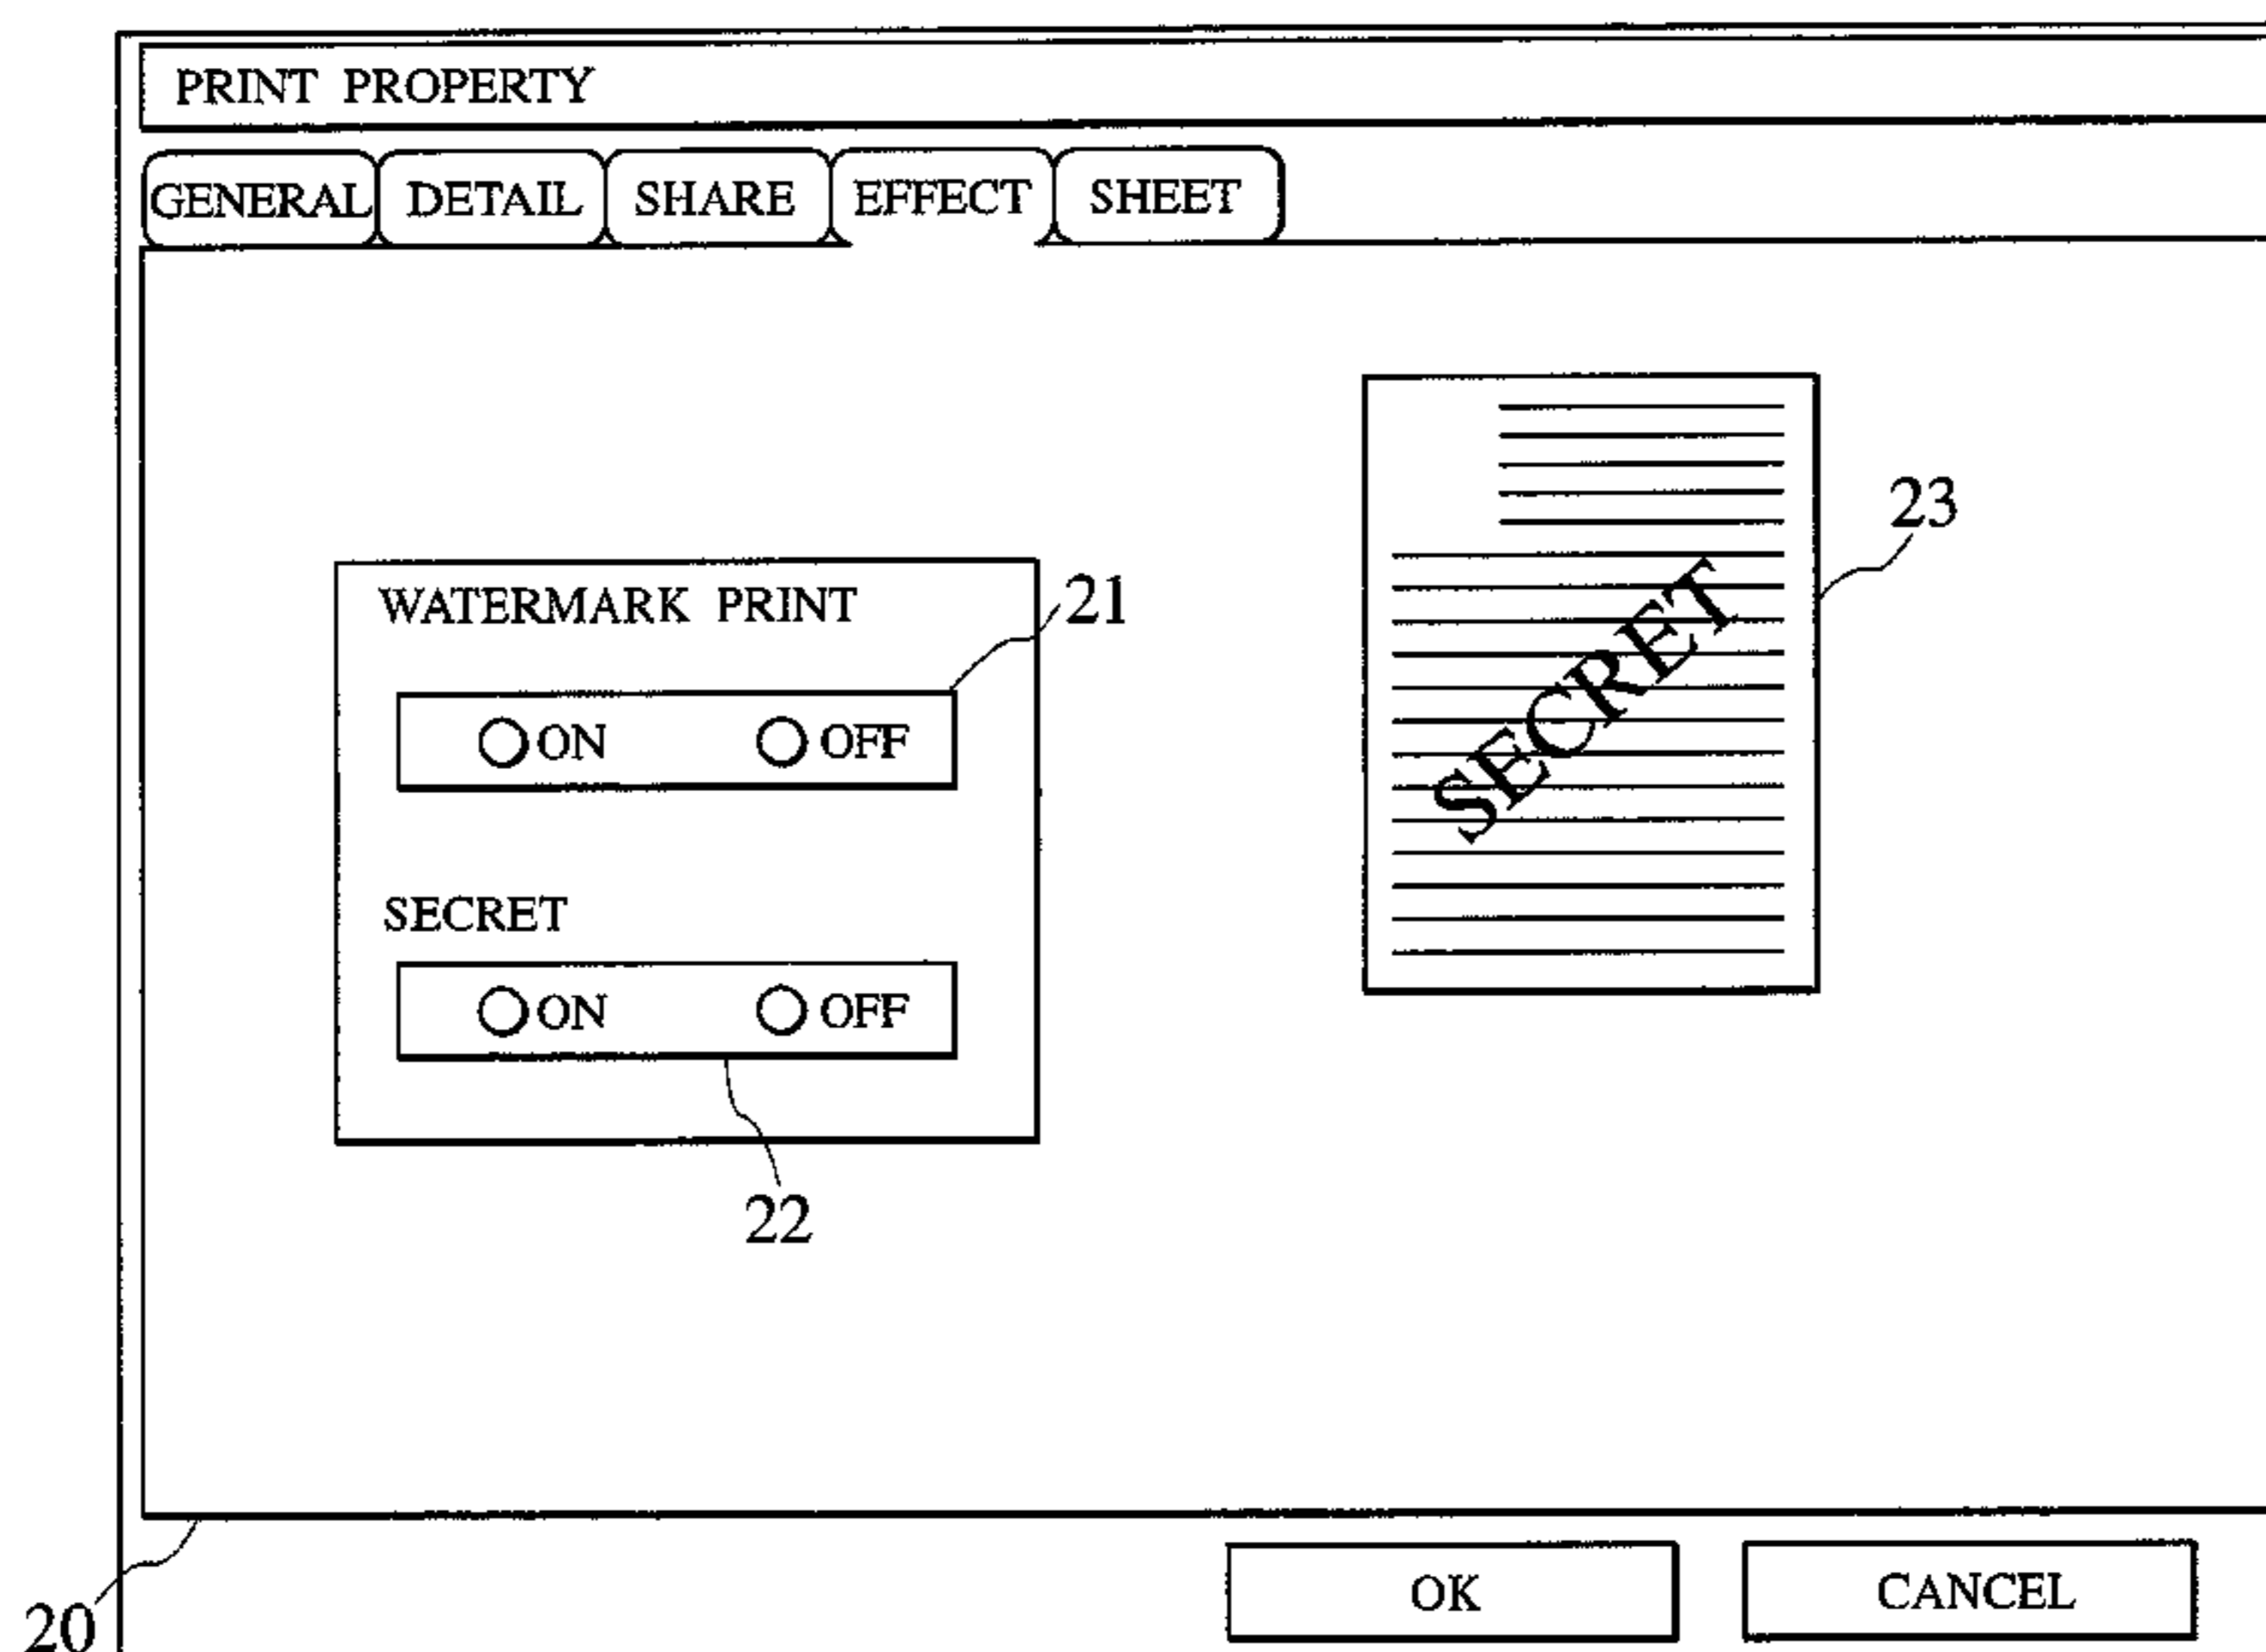 PRINT PROPERTY
GENERAL DETAIL SHARE EFFECT SHEET
23
WATERMARK PRINT
21
ON OFF
SECRET
SECRET
ON OFF
22
20
OK CANCEL